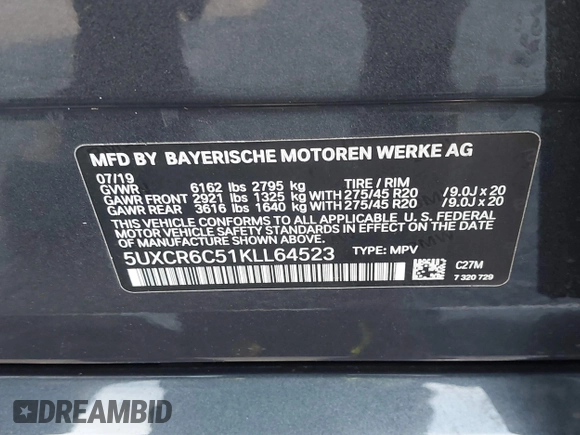 MFD BY BAYERISCHE MOTOREN WERKE AG
07/19
GVWR 6162 lbs 2795 kg TIRE / RIM
GAWR FRONT 2921 lbs 1325 kg WITH 275/45 R20 /9.0J x 20
GAWR REAR 3616 lbs 1640 kg WITH 275/45 R20 /9.0J x 20
THIS VEHICLE CONFORMS TO ALL APPLICABLE U. S. FEDERAL
MOTOR VEHICLE SAFETY STANDARDS IN EFFECT ON THE
DATE OF MANUFACTURE SHOWN ABOVE.
5UXCR6C51KLL64523 TYPE: MPV
C27M
7 320 729
DREAMBID